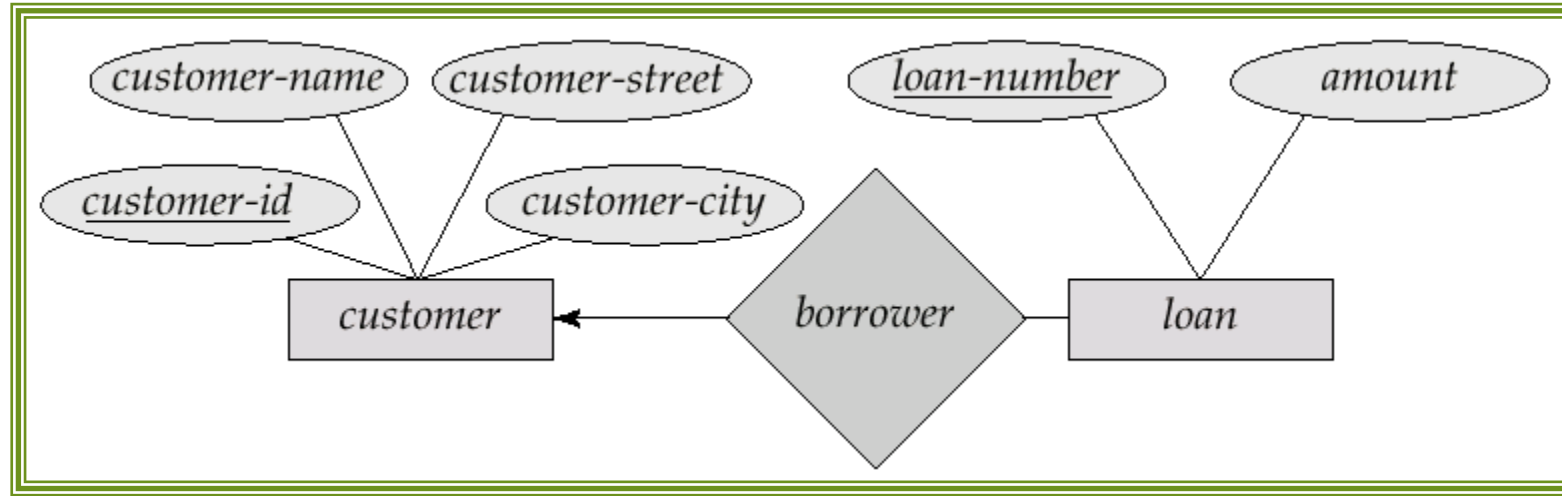 customer-name
customer-street
loan-number
amount
customer-id
customer-city
customer
borrower
loan